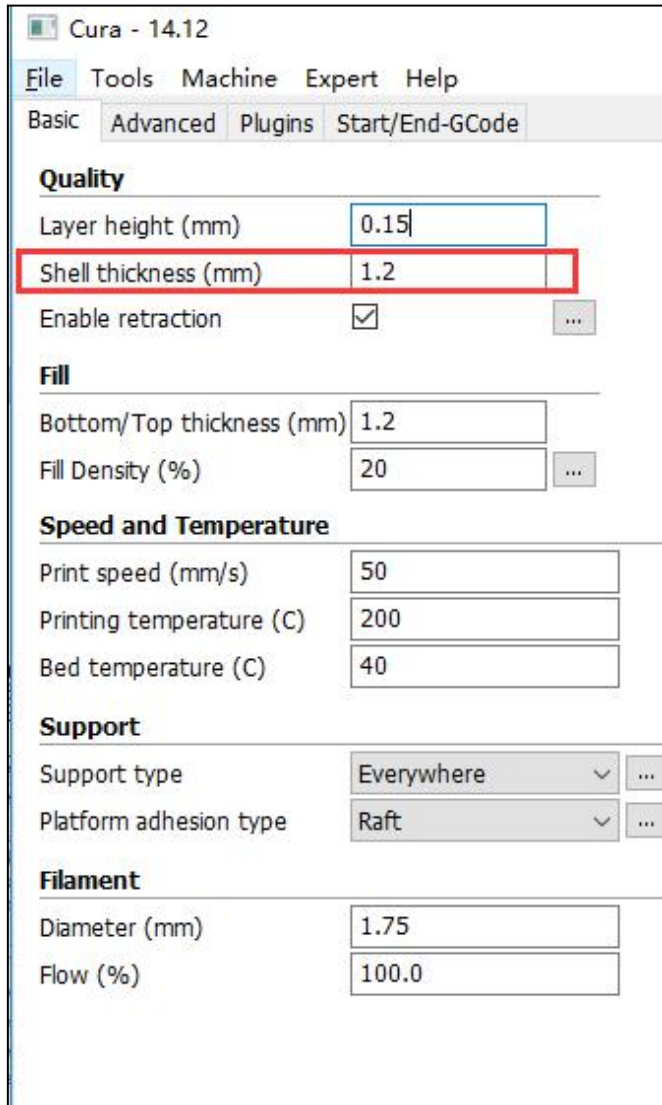 Cura - 14.12
File Tools Machine Expert Help
Basic Advanced Plugins Start/End-GCode
Quality
Layer height (mm) 0.15
Shell thickness (mm) 1.2
Enable retraction ...
Fill
Bottom/Top thickness (mm) 1.2
Fill Density (%) 20 ...
Speed and Temperature
Print speed (mm/s) 50
Printing temperature (C) 200
Bed temperature (C) 40
Support
Support type Everywhere ...
Platform adhesion type Raft ...
Filament
Diameter (mm) 1.75
Flow (%) 100.0